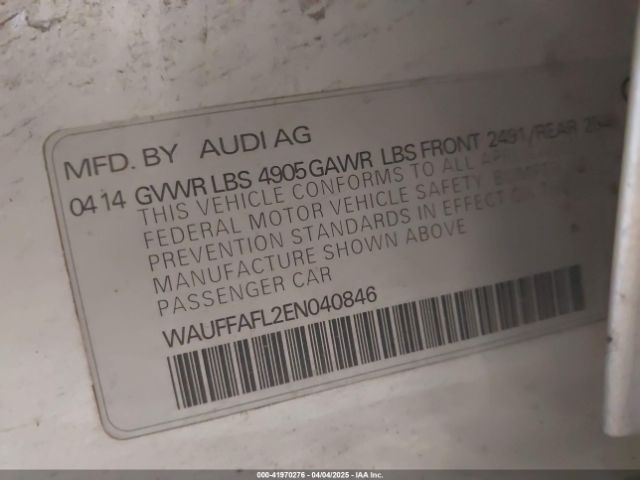 MFD. BY AUDI AG
04 14 GVWR LBS 4905 GAWR LBS FRONT 2491/REAR
THIS VEHICLE CONFORMS TO ALL
FEDERAL MOTOR VEHICLE SAFETY,
PREVENTION STANDARDS IN EFFECT
MANUFACTURE SHOWN ABOVE
PASSENGER CAR
WAUFFAFL2EN040846
000-41970276 - 04/04/2025 - IAA Inc.